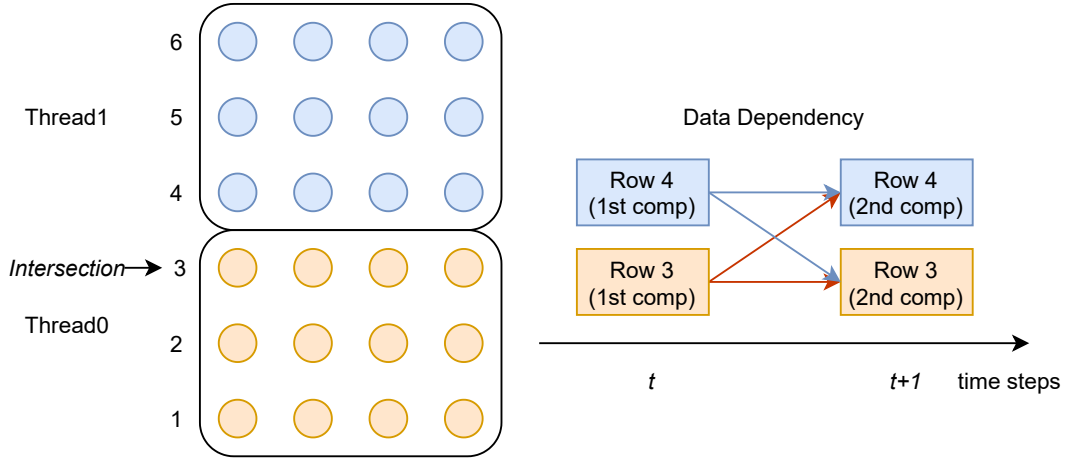 6
Thread1
5
4
Intersection
3
Thread0
2
1
Data Dependency
Row 4
(1st comp)
Row 4
(2nd comp)
Row 3
(1st comp)
Row 3
(2nd comp)
t
t+1
time steps